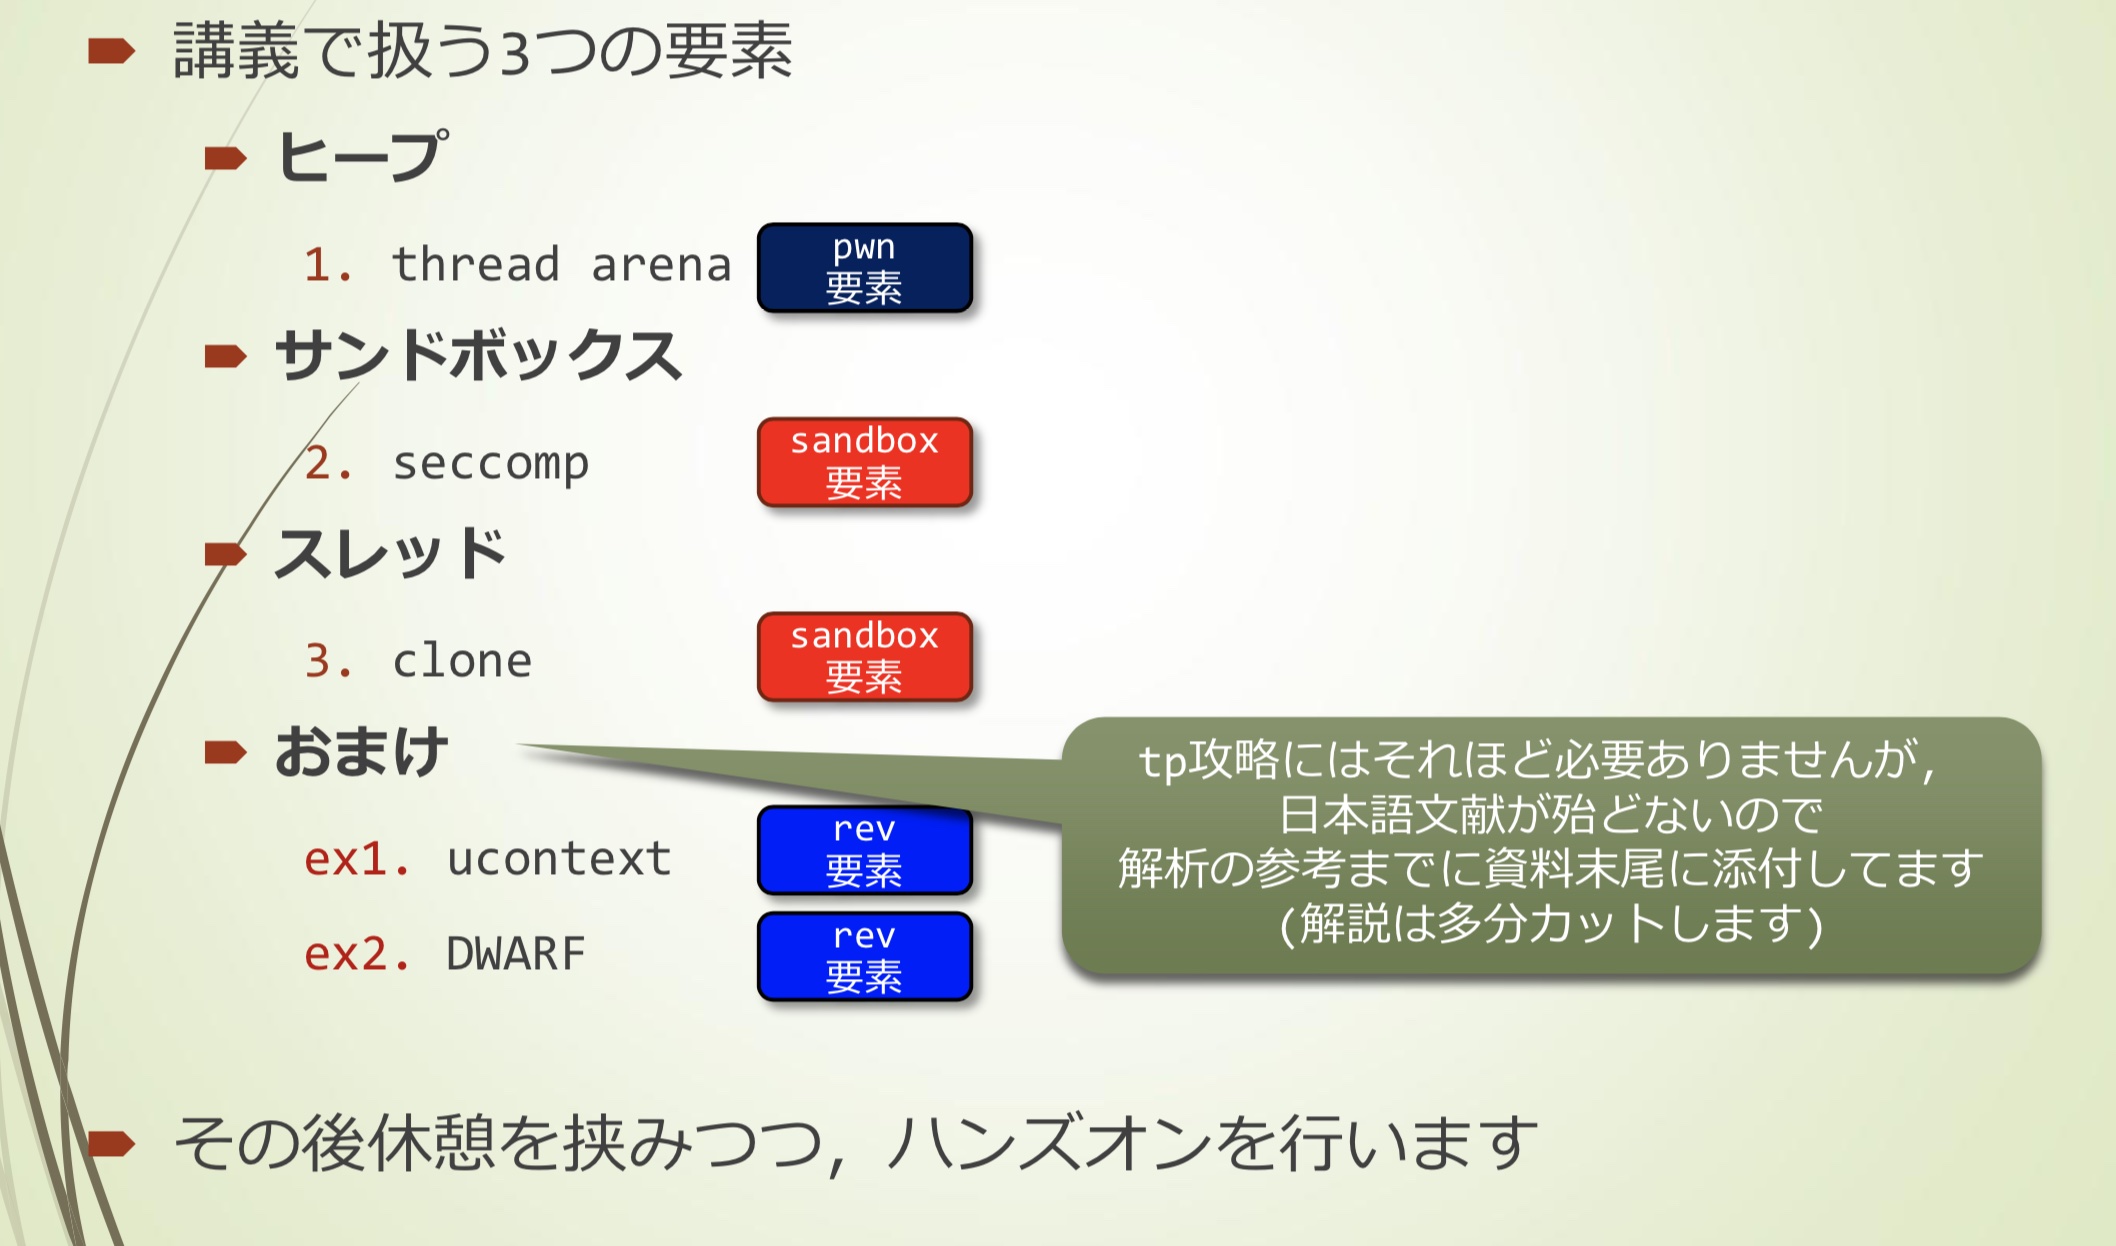 講義で扱う3つの要素
ヒープ
1. thread arena
pwn
要素
サンドボックス
2. seccomp
sandbox
要素
スレッド
3. clone
sandbox
要素
おまけ
tp攻略にはそれほど必要ありませんが,
日本語文献が殆どないので
解析の参考までに資料末尾に添付してます
(解説は多分カットします)
ex1. ucontext
rev
要素
ex2. DWARF
rev
要素
その後休憩を挟みつつ, ハンズオンを行います